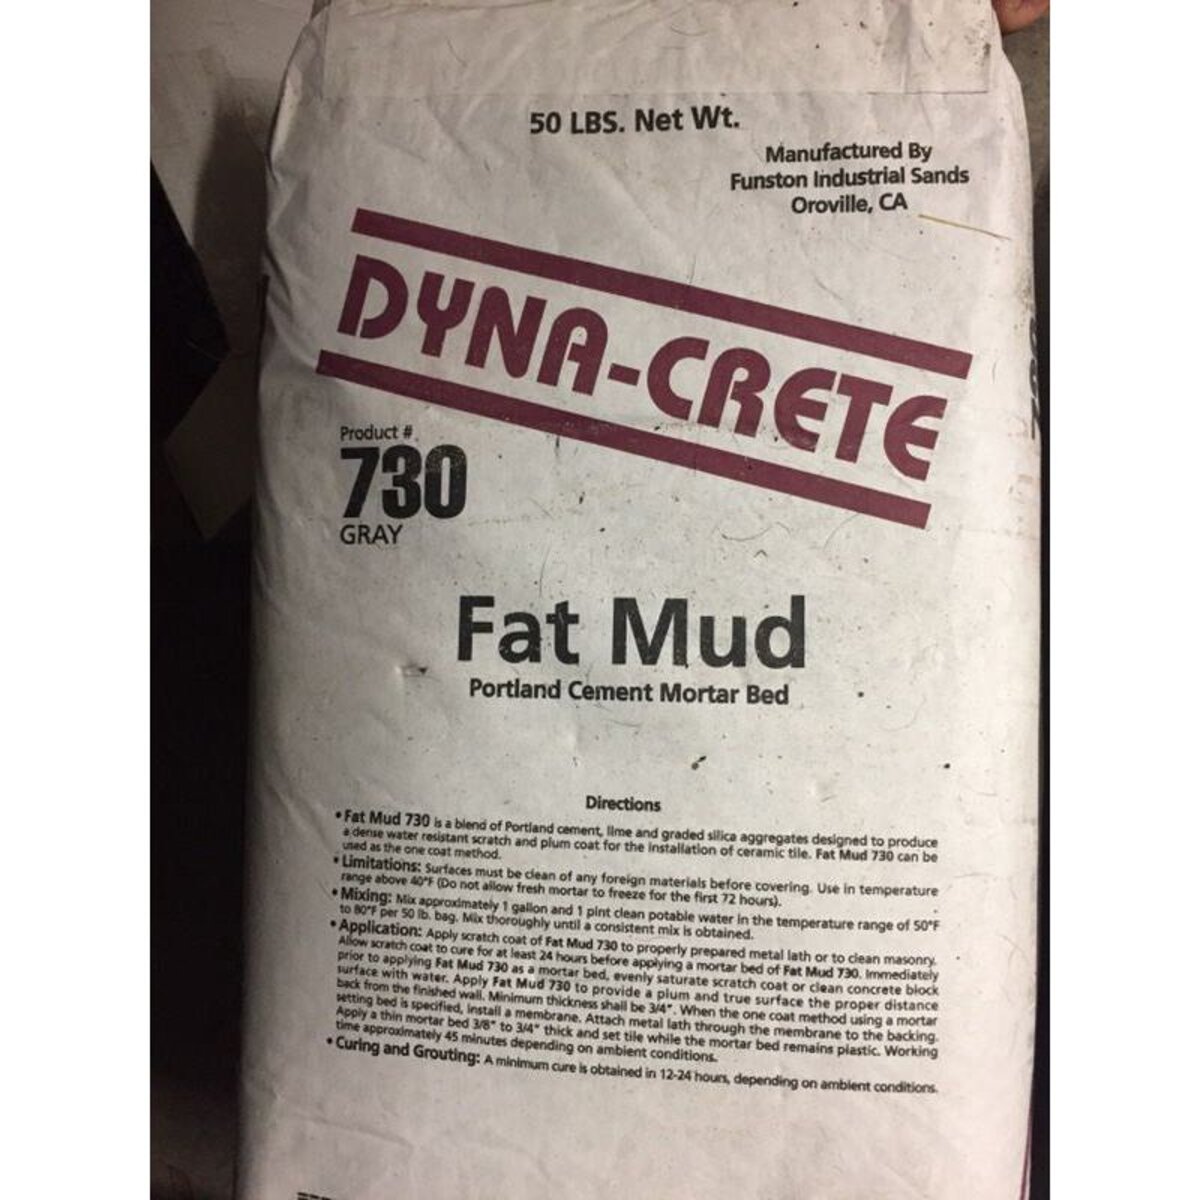 50 LBS. Net Wt.
Manufactured By
Funston Industrial Sands
Oroville, CA
DYNA-CRETE
Product #
730
GRAY
Fat Mud
Portland Cement Mortar Bed
Directions
• Fat Mud 730 is a blend of Portland cement, lime and graded silica aggregates designed to produce
a dense water resistant scratch and plum coat for the installation of ceramic tile. Fat Mud 730 can be
used as the one coat method.
• Limitations: Surfaces must be clean of any foreign materials before covering. Use in temperature
range above 40°F (Do not allow fresh mortar to freeze for the first 72 hours).
• Mixing: Mix approximately 1 gallon and 1 pint clean potable water in the temperature range of 50°F
to 80°F per 50 lb. bag. Mix thoroughly until a consistent mix is obtained.
• Application: Apply scratch coat of Fat Mud 730 to properly prepared metal lath or to clean masonry.
Allow scratch coat to cure for at least 24 hours before applying a mortar bed of Fat Mud 730. Immediately
prior to applying Fat Mud 730 as a mortar bed, evenly saturate scratch coat or clean concrete block
surface with water. Apply Fat Mud 730 to provide a plum and true surface the proper distance
back from the finished wall. Minimum thickness shall be 3/4". When the one coat method using a mortar
setting bed is specified, install a membrane. Attach metal lath through the membrane to the backing.
Apply a thin mortar bed 3/8" to 3/4" thick and set tile while the mortar bed remains plastic. Working
time approximately 45 minutes depending on ambient conditions.
• Curing and Grouting: A minimum cure is obtained in 12-24 hours, depending on ambient conditions.